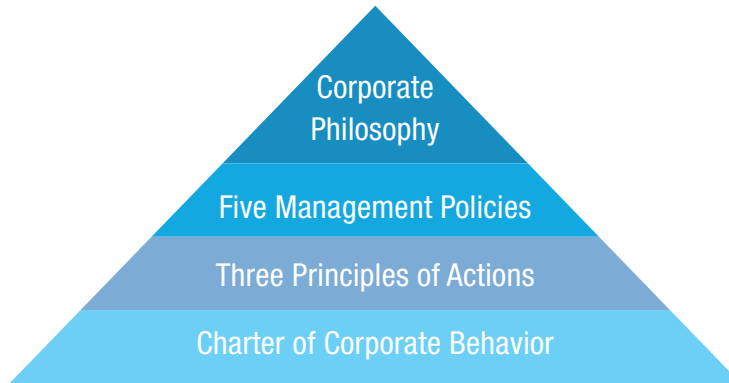 Corporate
Philosophy
Five Management Policies
Three Principles of Actions
Charter of Corporate Behavior